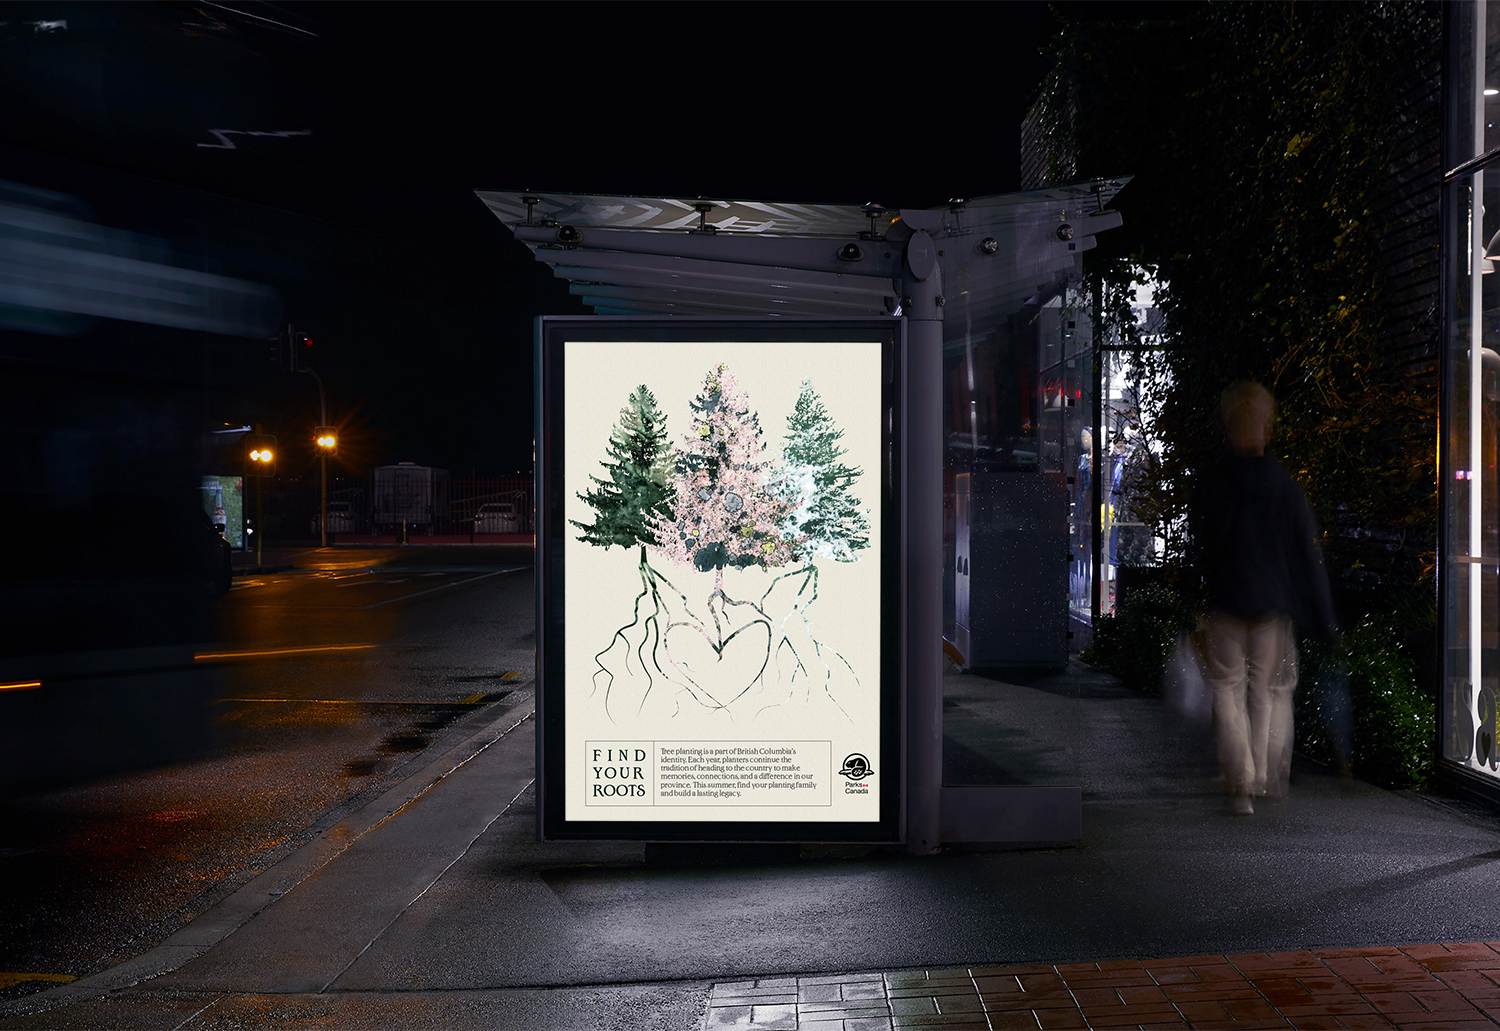 FIND
YOUR
ROOTS
Tree planting is a part of British Columbia's
identity. Each year, planters continue the
tradition of heading to the country to make
memories, connections, and a difference in our
province. This summer, find your planting family
and build a lasting legacy.
Parks
Canada